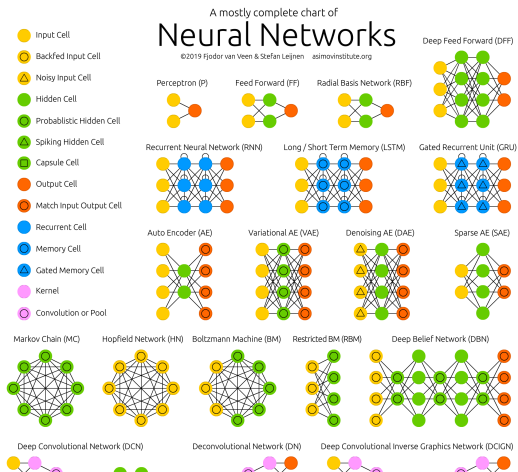 A mostly complete chart of
Neural Networks
©2019 Fjodor van Veen & Stefan Leijnen   asimovinstitute.org
Input Cell
Backfed Input Cell
Noisy Input Cell
Hidden Cell
Probablistic Hidden Cell
Spiking Hidden Cell
Capsule Cell
Output Cell
Match Input Output Cell
Recurrent Cell
Memory Cell
Gated Memory Cell
Kernel
Convolution or Pool
Deep Feed Forward (DFF)
Perceptron (P)
Feed Forward (FF)
Radial Basis Network (RBF)
Recurrent Neural Network (RNN)
Long / Short Term Memory (LSTM)
Gated Recurrent Unit (GRU)
Auto Encoder (AE)
Variational AE (VAE)
Denoising AE (DAE)
Sparse AE (SAE)
Markov Chain (MC)
Hopfield Network (HN)
Boltzmann Machine (BM)
Restricted BM (RBM)
Deep Belief Network (DBN)
Deep Convolutional Network (DCN)
Deconvolutional Network (DN)
Deep Convolutional Inverse Graphics Network (DCIGN)